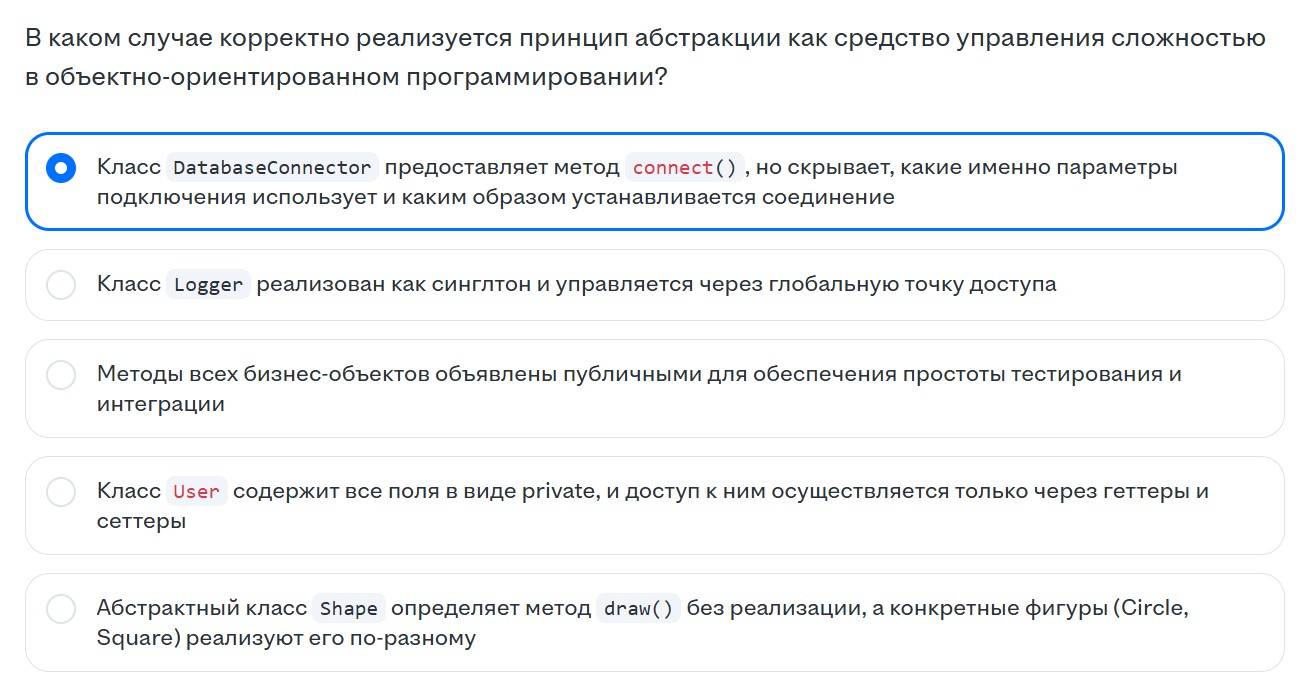 В каком случае корректно реализуется принцип абстракции как средство управления сложностью
в объектно-ориентированном программировании?
Класс DatabaseConnector предоставляет метод connect(), но скрывает, какие именно параметры
подключения использует и каким образом устанавливается соединение
Класс Logger реализован как синглтон и управляется через глобальную точку доступа
Методы всех бизнес-объектов объявлены публичными для обеспечения простоты тестирования и
интеграции
Класс User содержит все поля в виде private, и доступ к ним осуществляется только через геттеры и
сеттеры
Абстрактный класс Shape определяет метод draw() без реализации, а конкретные фигуры (Circle,
Square) реализуют его по-разному